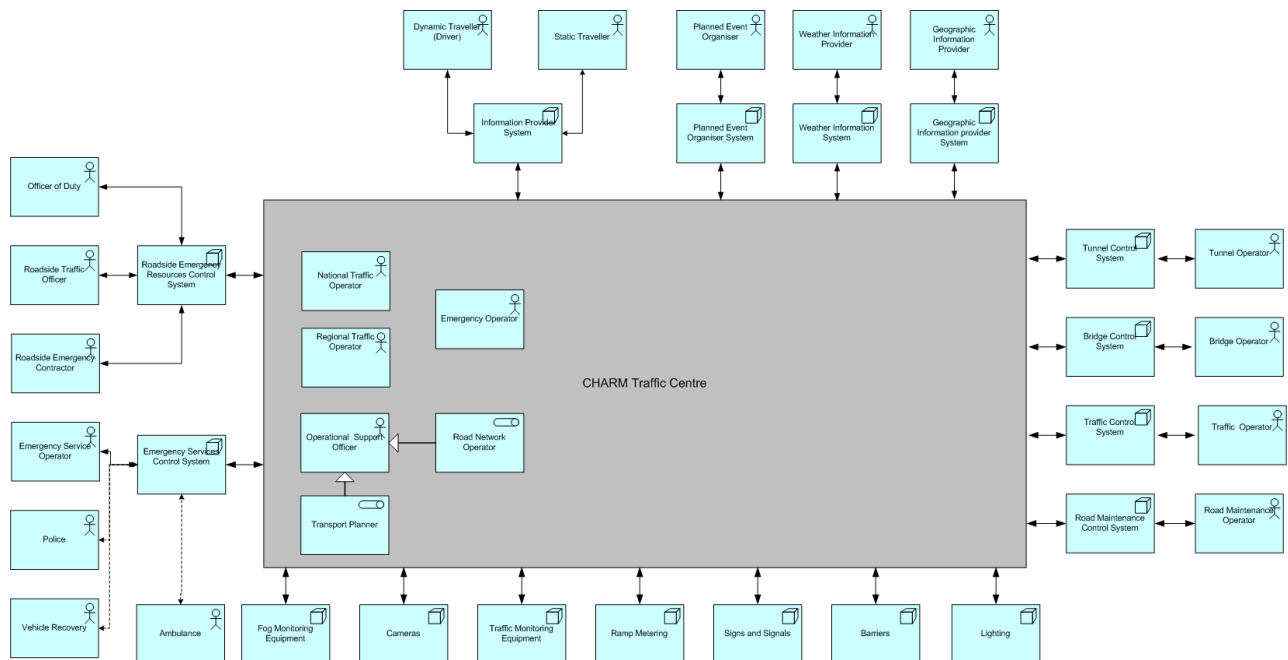 Dynamic Traveller
(Driver)
Static Traveller
Planned Event
Organiser
Weather Information
Provider
Geographic
Information
Provider
Information Provider
System
Planned Event
Organiser System
Weather Information
System
Geographic
Information provider
System
Officer of Duty
Roadside Traffic
Officer
Roadside Emergency
Resources Control
System
Roadside Emergency
Contractor
National Traffic
Operator
Emergency Operator
Regional Traffic
Operator
CHARM Traffic Centre
Operational Support
Officer
Road Network
Operator
Transport Planner
Tunnel Control
System
Tunnel Operator
Bridge Control
System
Bridge Operator
Traffic Control
System
Traffic Operator
Road Maintenance
Control System
Road Maintenance
Operator
Emergency Service
Operator
Emergency Services
Control System
Police
Vehicle Recovery
Ambulance
Fog Monitoring
Equipment
Cameras
Traffic Monitoring
Equipment
Ramp Metering
Signs and Signals
Barriers
Lighting